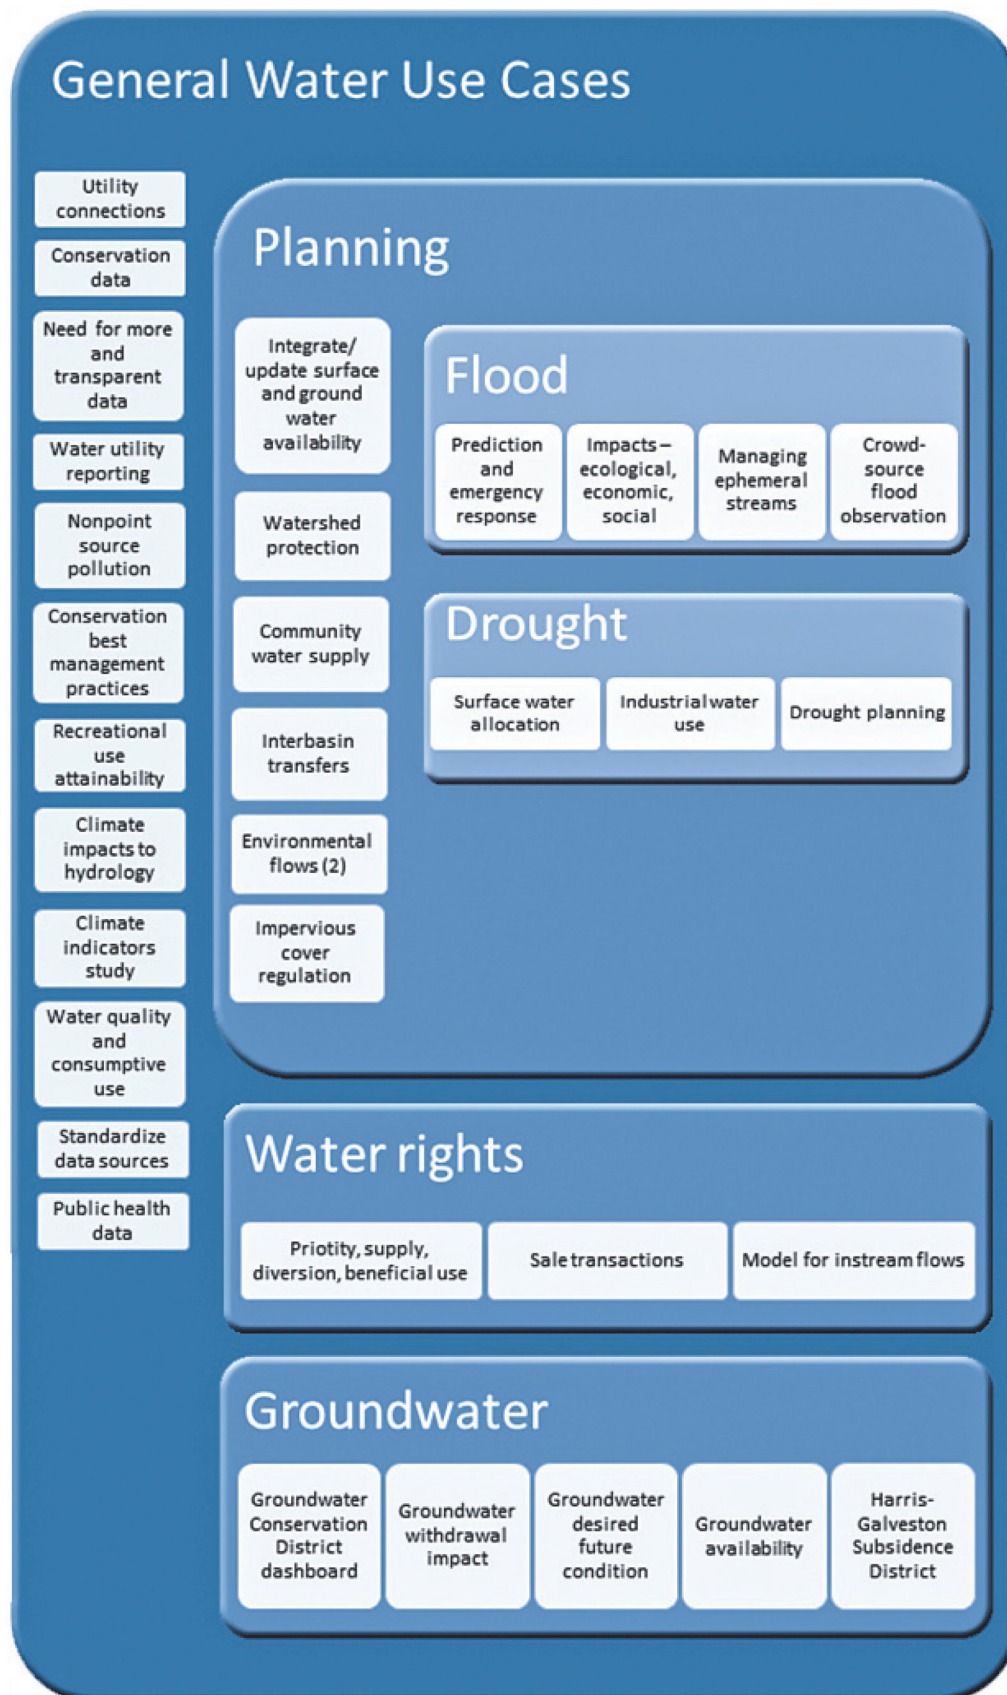 General Water Use Cases
Utility
connections
Conservation
data
Need for more
and
transparent
data
Water utility
reporting
Nonpoint
source
pollution
Conservation
best
management
practices
Recreational
use
attainability
Climate
impacts to
hydrology
Climate
indicators
study
Water quality
and
consumptive
use
Standardize
data sources
Public health
data
Planning
Integrate/
update surface
and ground
water
availability
Watershed
protection
Community
water supply
Interbasin
transfers
Environmental
flows (2)
Impervious
cover
regulation
Flood
Prediction
and
emergency
response
Impacts –
ecological,
economic,
social
Managing
ephemeral
streams
Crowd-
source
flood
observation
Drought
Surface water
allocation
Industrial water
use
Drought planning
Water rights
Priotity, supply,
diversion, beneficial use
Sale transactions
Model for instream flows
Groundwater
Groundwater
Conservation
District
dashboard
Groundwater
withdrawal
impact
Groundwater
desired
future
condition
Groundwater
availability
Harris-
Galveston
Subsidence
District